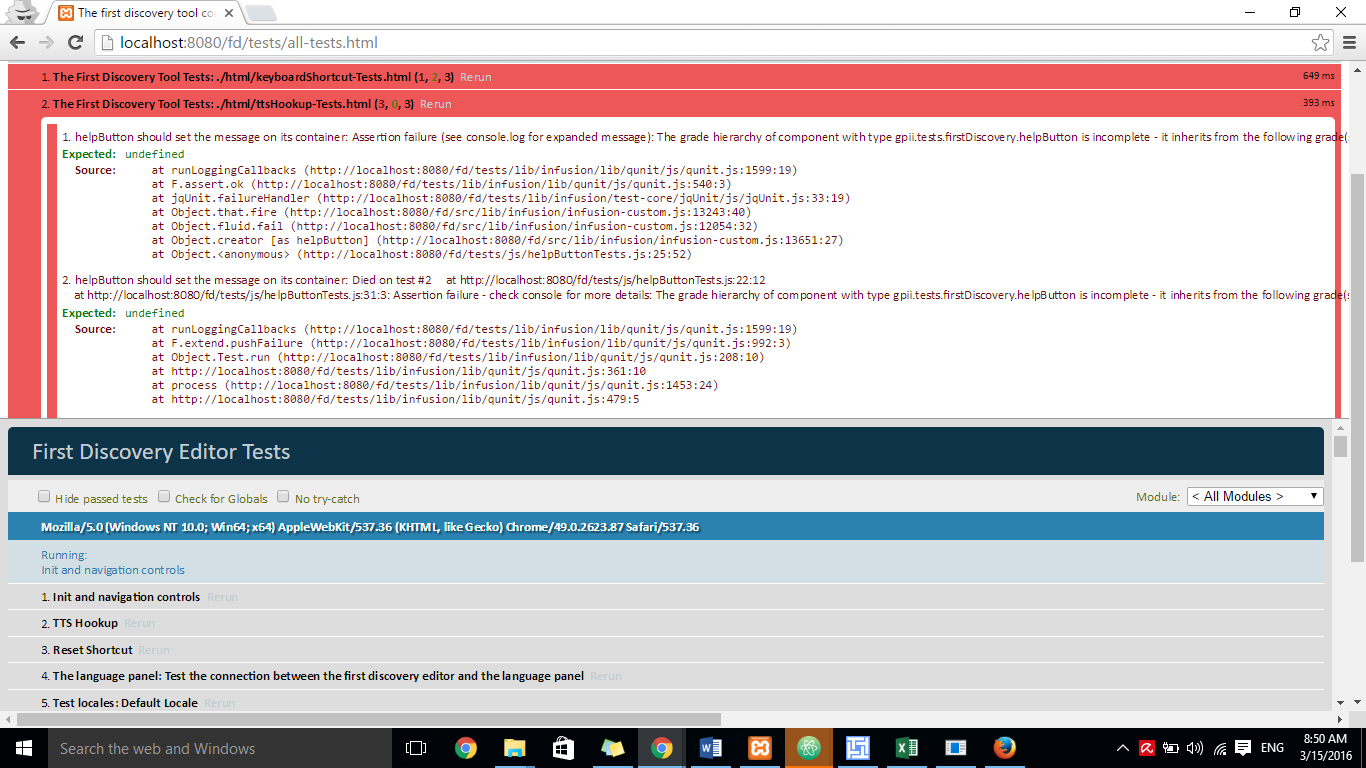 The first discovery tool co
localhost:8080/fd/tests/all-tests.html
1. The First Discovery Tool Tests: ./html/keyboardShortcut-Tests.html (1, 2, 3) Rerun 649 ms
2. The First Discovery Tool Tests: ./html/ttsHookup-Tests.html (3, 0, 3) Rerun 393 ms
1. helpButton should set the message on its container: Assertion failure (see console.log for expanded message): The grade hierarchy of component with type gpii.tests.firstDiscovery.helpButton is incomplete - it inherits from the following grade(s
Expected: undefined
Source: at runLoggingCallbacks (http://localhost:8080/fd/tests/lib/infusion/lib/qunit/js/qunit.js:1599:19)
at F.assert.ok (http://localhost:8080/fd/tests/lib/infusion/lib/qunit/js/qunit.js:540:3)
at jqUnit.failureHandler (http://localhost:8080/fd/tests/lib/infusion/test-core/jqUnit/js/jqUnit.js:33:19)
at Object.that.fire (http://localhost:8080/fd/src/lib/infusion/infusion-custom.js:13243:40)
at Object.fluid.fail (http://localhost:8080/fd/src/lib/infusion/infusion-custom.js:12054:32)
at Object.creator [as helpButton] (http://localhost:8080/fd/src/lib/infusion/infusion-custom.js:13651:27)
at Object.<anonymous> (http://localhost:8080/fd/tests/js/helpButtonTests.js:25:52)
2. helpButton should set the message on its container: Died on test #2 at http://localhost:8080/fd/tests/js/helpButtonTests.js:22:12
at http://localhost:8080/fd/tests/js/helpButtonTests.js:31:3: Assertion failure - check console for more details: The grade hierarchy of component with type gpii.tests.firstDiscovery.helpButton is incomplete - it inherits from the following grade(s
Expected: undefined
Source: at runLoggingCallbacks (http://localhost:8080/fd/tests/lib/infusion/lib/qunit/js/qunit.js:1599:19)
at F.extend.pushFailure (http://localhost:8080/fd/tests/lib/infusion/lib/qunit/js/qunit.js:992:3)
at Object.Test.run (http://localhost:8080/fd/tests/lib/infusion/lib/qunit/js/qunit.js:208:10)
at http://localhost:8080/fd/tests/lib/infusion/lib/qunit/js/qunit.js:361:10
at process (http://localhost:8080/fd/tests/lib/infusion/lib/qunit/js/qunit.js:1453:24)
at http://localhost:8080/fd/tests/lib/infusion/lib/qunit/js/qunit.js:479:5
First Discovery Editor Tests
Hide passed tests Check for Globals No try-catch Module: < All Modules >
Mozilla/5.0 (Windows NT 10.0; Win64; x64) AppleWebKit/537.36 (KHTML, like Gecko) Chrome/49.0.2623.87 Safari/537.36
Running:
Init and navigation controls
1. Init and navigation controls Rerun
2. TTS Hookup Rerun
3. Reset Shortcut Rerun
4. The language panel: Test the connection between the first discovery editor and the language panel Rerun
5. Test locales: Default Locale Rerun
Search the web and Windows
ENG
8:50 AM
3/15/2016